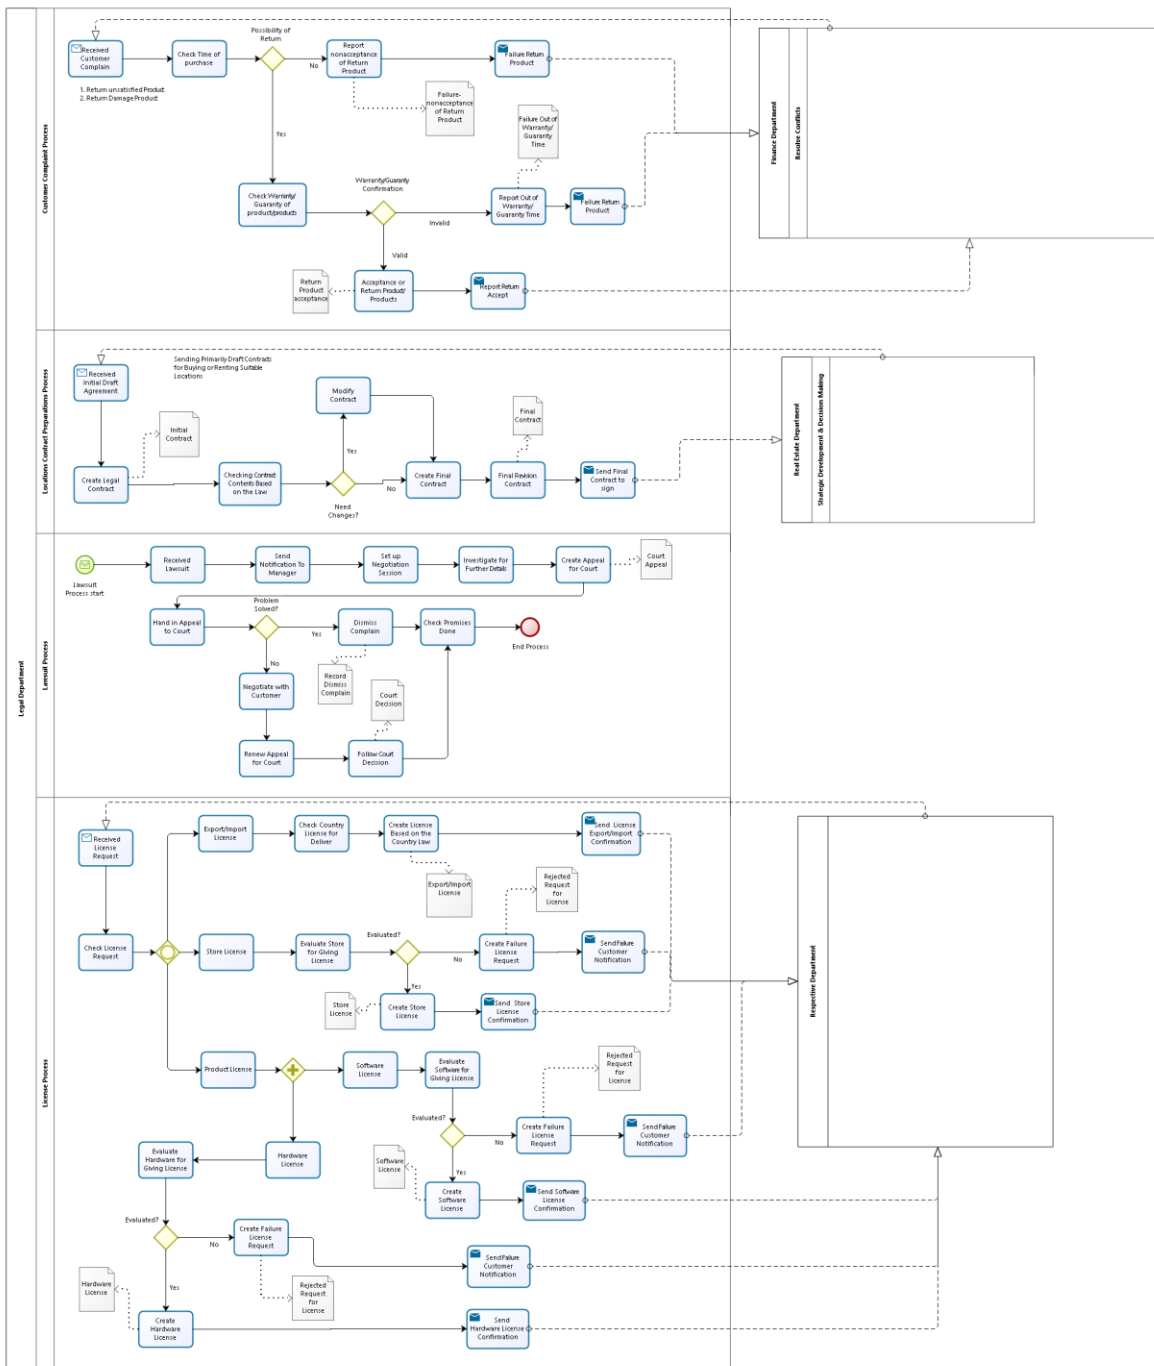 Legal Department
Customer Complaint Process
Received
Customer
Complain
1. Return unsatisfied Product
2. Return Damage Product
Check Time of
purchase
Possibility of
Return
No
Yes
Report
nonacceptance
of Return
Product
Failure Return
Product
Failure-
nonacceptance
of Return
Product
Failure Out of
Warranty/
Guaranty
Time
Check Warranty/
Guaranty of
product/products
Warranty/Guaranty
Confirmation
Invalid
Valid
Report Out of
Warranty/
Guaranty Time
Failure Return
Product
Return
Product
acceptance
Acceptance or
Return Product/
Products
Report Return
Accept
Finance Department
Resolve Conflicts
Locations Contract Preparations Process
Received
Initial Draft
Agreement
Sending Primarily Draft Contracts
for Buying or Renting Suitable
Locations
Initial
Contract
Create Legal
Contract
Checking Contract
Contents Based
on the Law
Modify
Contract
Yes
No
Need
Changes?
Create Final
Contract
Final
Contract
Final Revision
Contract
Send Final
Contract to
sign
Real Estate Department
Strategic Development & Decision Making
Lawsuit Process
Lawsuit
Process start
Received
Lawsuit
Send
Notification To
Manager
Set up
Negotiation
Session
Investigate for
Further Details
Create Appeal
for Court
Court
Appeal
Hand in Appeal
to Court
Problem
Solved?
Yes
No
Dismiss
Complain
Check Promises
Done
End Process
Record
Dismiss
Complain
Negotiate with
Customer
Court
Decision
Renew Appeal
for Court
Follow Court
Decision
License Process
Received
License
Request
Check License
Request
Export/Import
License
Check Country
License for
Deliver
Create License
Based on the
Country Law
Send License
Export/Import
Confirmation
Export/Import
License
Rejected
Request
for
License
Store License
Evaluate Store
for Giving
License
Evaluated?
No
Yes
Create Failure
License
Request
Send Failure
Customer
Notification
Store
License
Create Store
License
Send Store
License
Confirmation
Product License
Software
License
Evaluate
Software for
Giving License
Rejected
Request
for
License
Evaluated?
No
Yes
Create Failure
License
Request
Send Failure
Customer
Notification
Software
License
Create
Software
License
Send Software
License
Confirmation
Hardware
License
Evaluate
Hardware for
Giving License
Evaluated?
No
Yes
Create Failure
License
Request
Send Failure
Customer
Notification
Rejected
Request
for
License
Hardware
License
Create
Hardware
License
Send
Hardware License
Confirmation
Respective Department